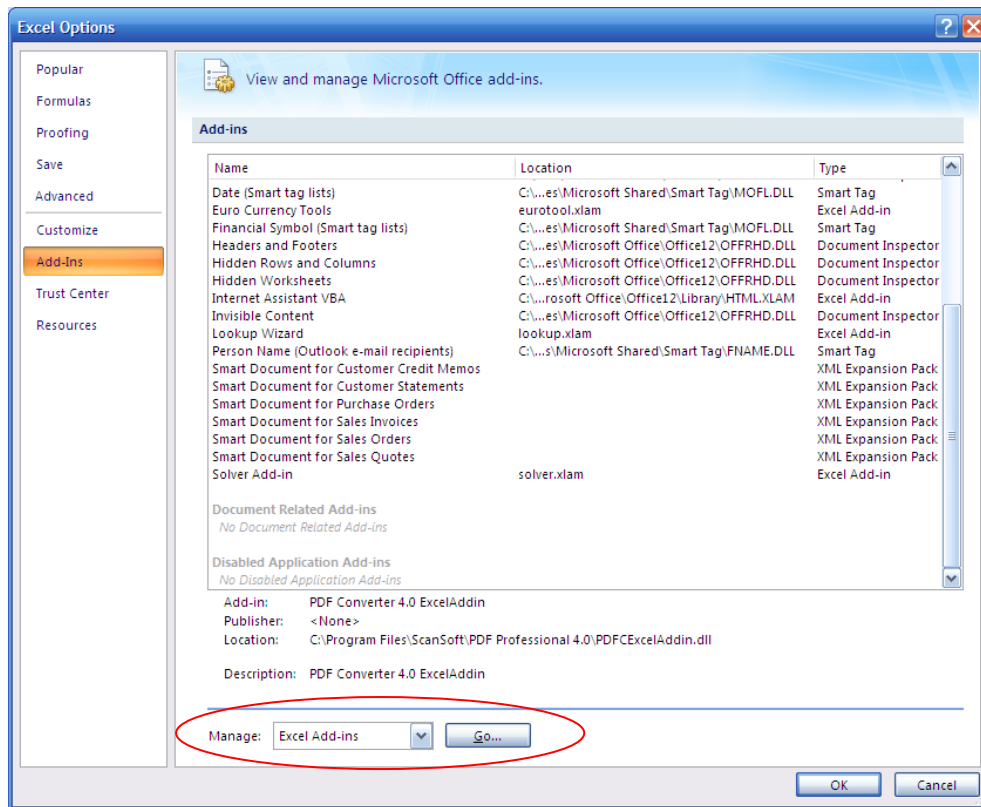 Excel Options
Popular
Formulas
Proofing
Save
Advanced
Customize
Add-Ins
Trust Center
Resources
View and manage Microsoft Office add-ins.
Add-ins
Name Location Type
Date (Smart tag lists) C:\...es\Microsoft Shared\Smart Tag\MOFL.DLL Smart Tag
Euro Currency Tools eurotool.xlam Excel Add-in
Financial Symbol (Smart tag lists) C:\...es\Microsoft Shared\Smart Tag\MOFL.DLL Smart Tag
Headers and Footers C:\...es\Microsoft Office\Office12\OFFRHD.DLL Document Inspector
Hidden Rows and Columns C:\...es\Microsoft Office\Office12\OFFRHD.DLL Document Inspector
Hidden Worksheets C:\...es\Microsoft Office\Office12\OFFRHD.DLL Document Inspector
Internet Assistant VBA C:\...rosoft Office\Office12\Library\HTML.XLAM Excel Add-in
Invisible Content C:\...es\Microsoft Office\Office12\OFFRHD.DLL Document Inspector
Lookup Wizard lookup.xlam Excel Add-in
Person Name (Outlook e-mail recipients) C:\...s\Microsoft Shared\Smart Tag\FNAME.DLL Smart Tag
Smart Document for Customer Credit Memos XML Expansion Pack
Smart Document for Customer Statements XML Expansion Pack
Smart Document for Purchase Orders XML Expansion Pack
Smart Document for Sales Invoices XML Expansion Pack
Smart Document for Sales Orders XML Expansion Pack
Smart Document for Sales Quotes XML Expansion Pack
Solver Add-in solver.xlam Excel Add-in
Document Related Add-ins
No Document Related Add-ins
Disabled Application Add-ins
No Disabled Application Add-ins
Add-in: PDF Converter 4.0 ExcelAddin
Publisher: <None>
Location: C:\Program Files\ScanSoft\PDF Professional 4.0\PDFCExcelAddin.dll
Description: PDF Converter 4.0 ExcelAddin
Manage: Excel Add-ins Go...
OK Cancel